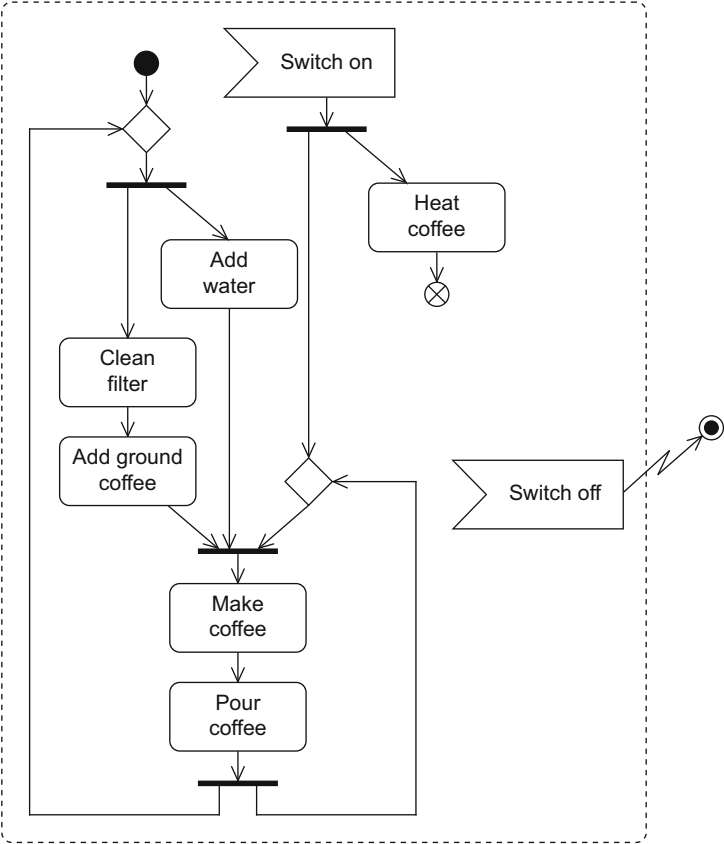 Switch on
Heat
coffee
Add
water
Clean
filter
Add ground
coffee
Switch off
Make
coffee
Pour
coffee